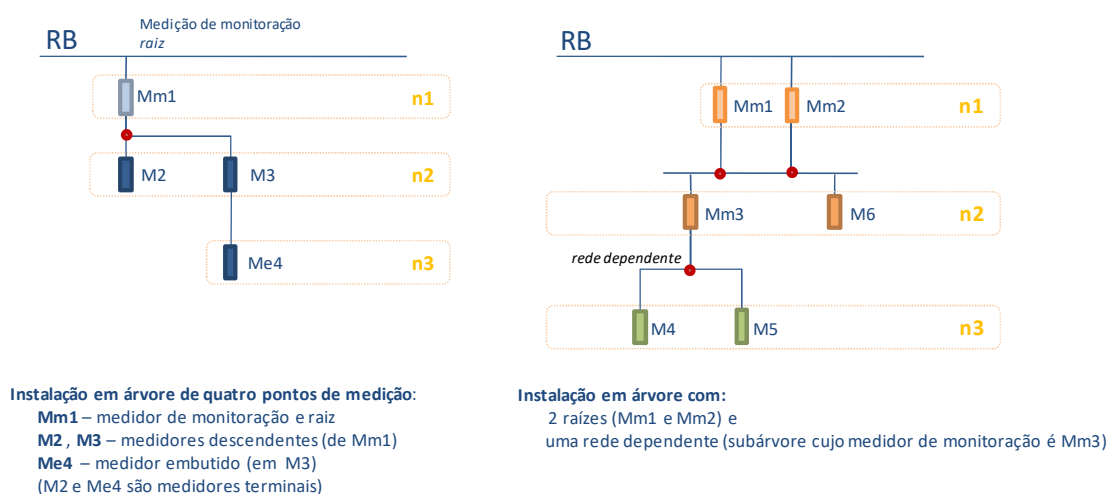 Medição de monitoração
raiz
RB
Mm1
n1
M2
M3
n2
Me4
n3
Instalação em árvore de quatro pontos de medição:
Mm1 – medidor de monitoração e raiz
M2 , M3 – medidores descendentes (de Mm1)
Me4 – medidor embutido (em M3)
(M2 e Me4 são medidores terminais)
RB
Mm1
Mm2
n1
Mm3
M6
n2
rede dependente
M4
M5
n3
Instalação em árvore com:
2 raízes (Mm1 e Mm2) e
uma rede dependente (subárvore cujo medidor de monitoração é Mm3)